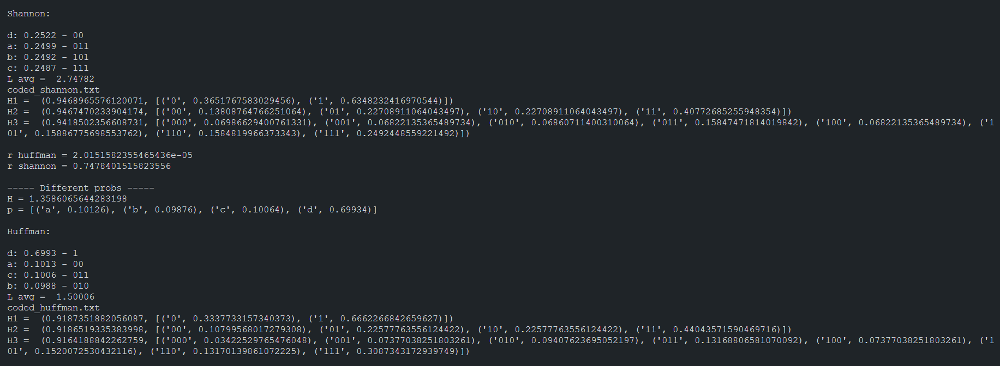 Shannon:
d: 0.2522 - 00
a: 0.2499 - 011
b: 0.2492 - 101
c: 0.2487 - 111
L avg =  2.74782
coded_shannon.txt
H1 =  (0.9468965576120071, [('0', 0.3651767583029456), ('1', 0.6348232416970544)])
H2 =  (0.9467470233904174, [('00', 0.13808764766251064), ('01', 0.22708911064043497), ('10', 0.22708911064043497), ('11', 0.40772685255948354)])
H3 =  (0.9418502356608731, [('000', 0.06986629400761331), ('001', 0.06822135365489734), ('010', 0.06860711400310064), ('011', 0.15847471814019842), ('100', 0.06822135365489734), ('1
01', 0.15886775698553762), ('110', 0.1584819966373343), ('111', 0.2492448559221492)])
r huffman = 2.0151582355465436e-05
r shannon = 0.7478401515823556
----- Different probs -----
H = 1.3586065644283198
p = [('a', 0.10126), ('b', 0.09876), ('c', 0.10064), ('d', 0.69934)]
Huffman:
d: 0.6993 - 1
a: 0.1013 - 00
c: 0.1006 - 011
b: 0.0988 - 010
L avg =  1.50006
coded_huffman.txt
H1 =  (0.9187351882056087, [('0', 0.3337733157340373), ('1', 0.6662266842659627)])
H2 =  (0.9186519335383998, [('00', 0.10799568017279308), ('01', 0.22577763556124422), ('10', 0.22577763556124422), ('11', 0.44043571590469716)])
H3 =  (0.9164188842262759, [('000', 0.03422529765476048), ('001', 0.07377038251803261), ('010', 0.09407623695052197), ('011', 0.13168806581070092), ('100', 0.07377038251803261), ('1
01', 0.1520072530432116), ('110', 0.13170139861072225), ('111', 0.3087343172939749)])